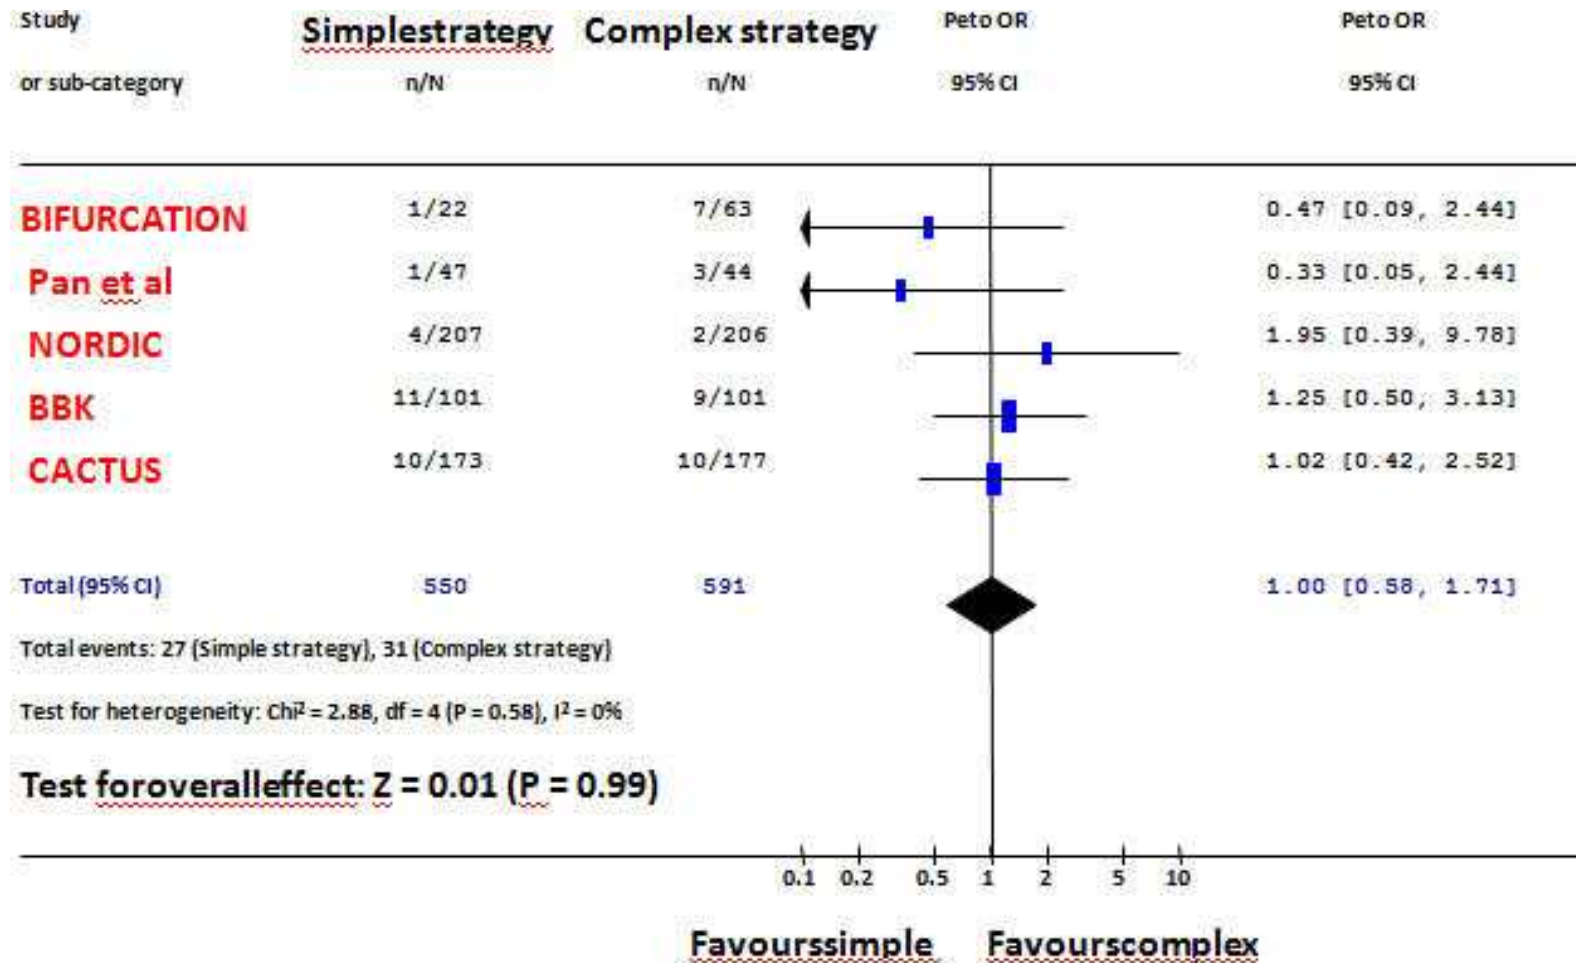 Study Simplestrategy Complex strategy Peto OR Peto OR
or sub-category n/N n/N 95% CI 95% CI
BIFURCATION 1/22 7/63 0.47 [0.09, 2.44]
Pan et al 1/47 3/44 0.33 [0.05, 2.44]
NORDIC 4/207 2/206 1.95 [0.39, 9.78]
BBK 11/101 9/101 1.25 [0.50, 3.13]
CACTUS 10/173 10/177 1.02 [0.42, 2.52]
Total (95% CI) 550 591 1.00 [0.58, 1.71]
Total events: 27 (Simple strategy), 31 (Complex strategy)
Test for heterogeneity: Chi² = 2.88, df = 4 (P = 0.58), I² = 0%
Test foroveralleffect: Z = 0.01 (P = 0.99)
0.1 0.2 0.5 1 2 5 10
Favourssimple Favourscomplex